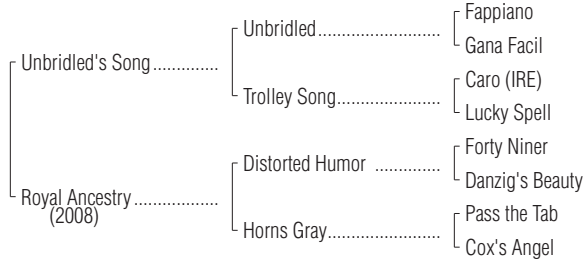 Fappiano
Unbridled
Gana Facil
Unbridled's Song
Caro (IRE)
Trolley Song
Lucky Spell
Forty Niner
Distorted Humor
Danzig's Beauty
Royal Ancestry
(2008)
Pass the Tab
Horns Gray
Cox's Angel